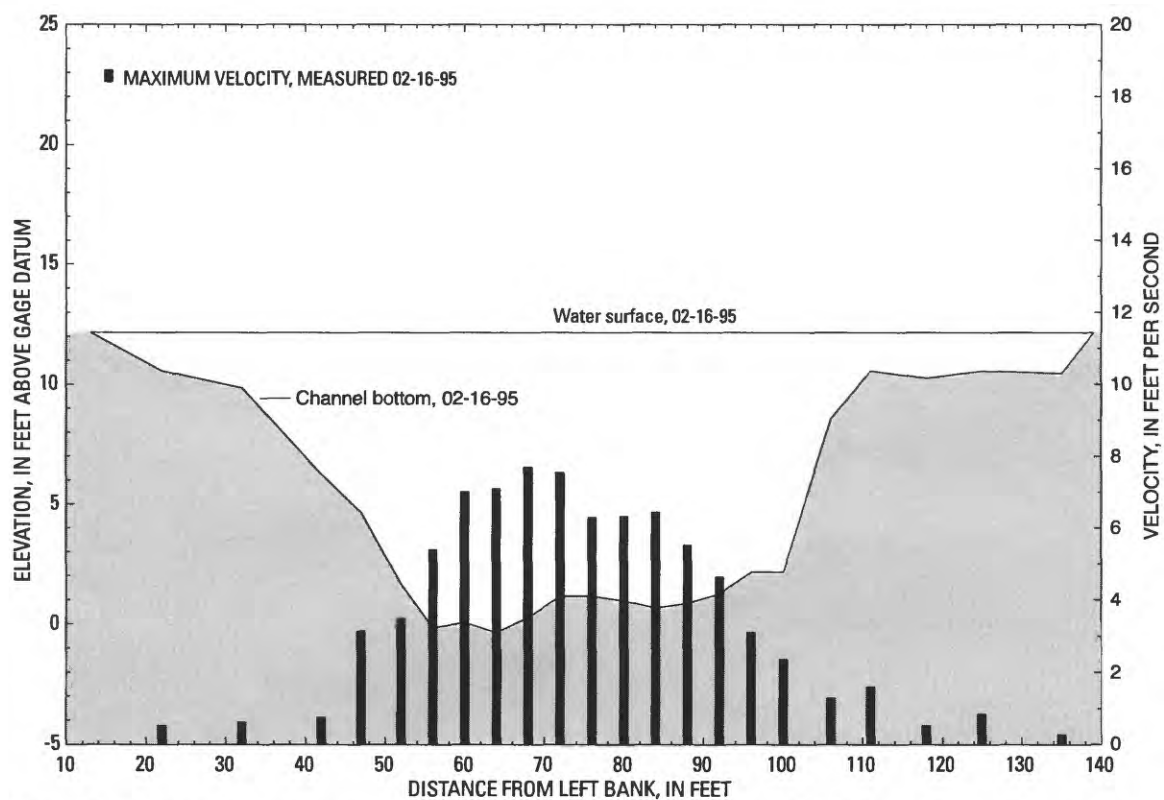 MAXIMUM VELOCITY, MEASURED 02-16-95
Water surface, 02-16-95
Channel bottom, 02-16-95
ELEVATION, IN FEET ABOVE GAGE DATUM
25
20
15
10
5
0
-5
VELOCITY, IN FEET PER SECOND
20
18
16
14
12
10
8
6
4
2
0
10 20 30 40 50 60 70 80 90 100 110 120 130 140
DISTANCE FROM LEFT BANK, IN FEET